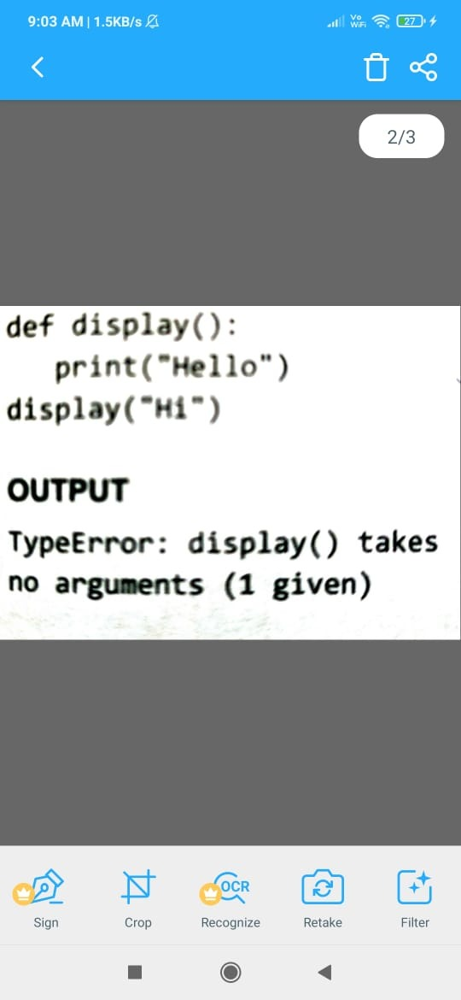 9:03 AM | 1.5KB/s
Vo
WiFi
27
2/3
def display():
    print("Hello")
display("Hi")
OUTPUT
TypeError: display() takes
no arguments (1 given)
OCR
Sign
Crop
Recognize
Retake
Filter